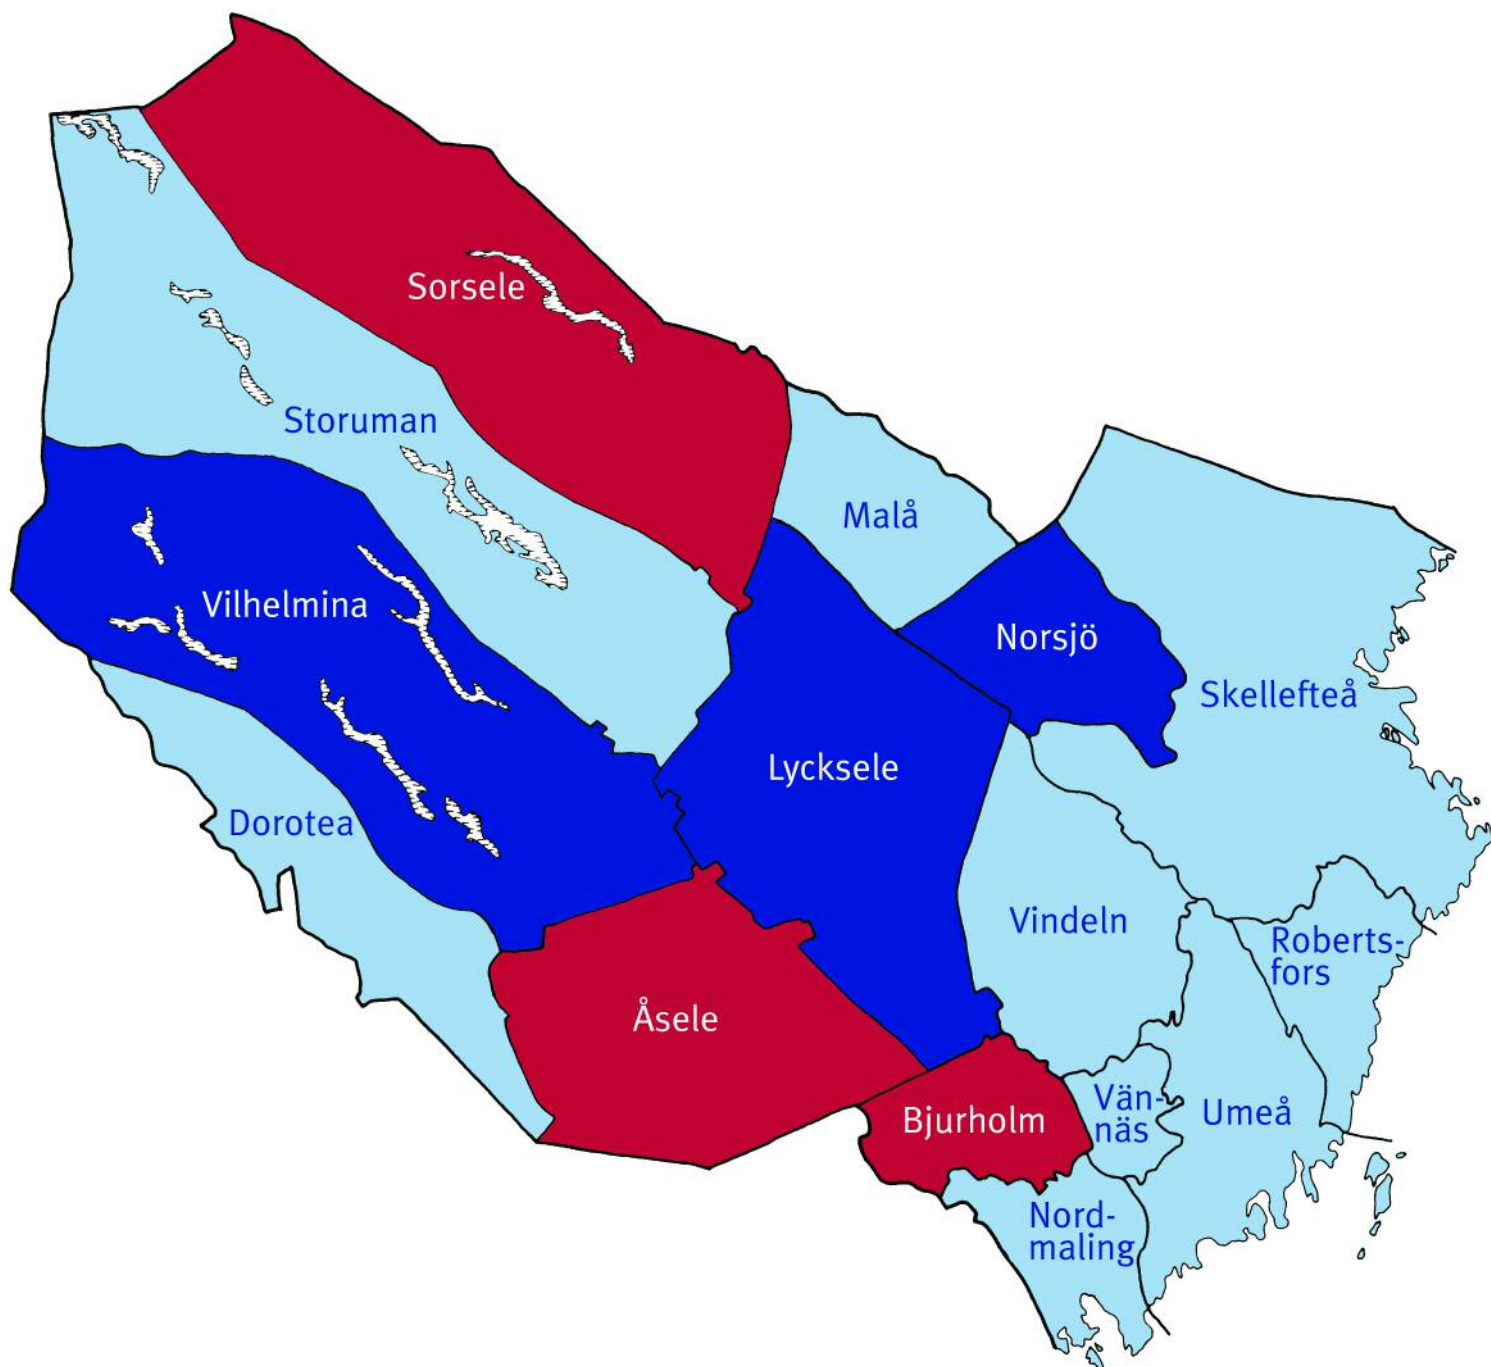 Sorsele
Storuman
Malå
Vilhelmina
Norsjö
Skellefteå
Lycksele
Dorotea
Vindeln
Roberts-
fors
Åsele
Bjurholm
Vän-
näs
Umeå
Nord-
maling